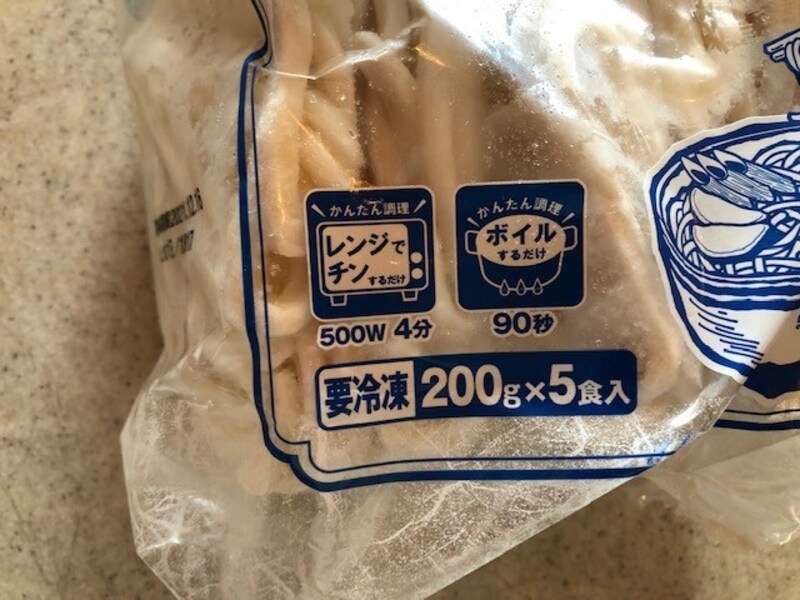 かんたん調理
レンジで
チンするだけ
500W 4分
かんたん調理
ボイル
するだけ
90秒
要冷凍 200g×5食入